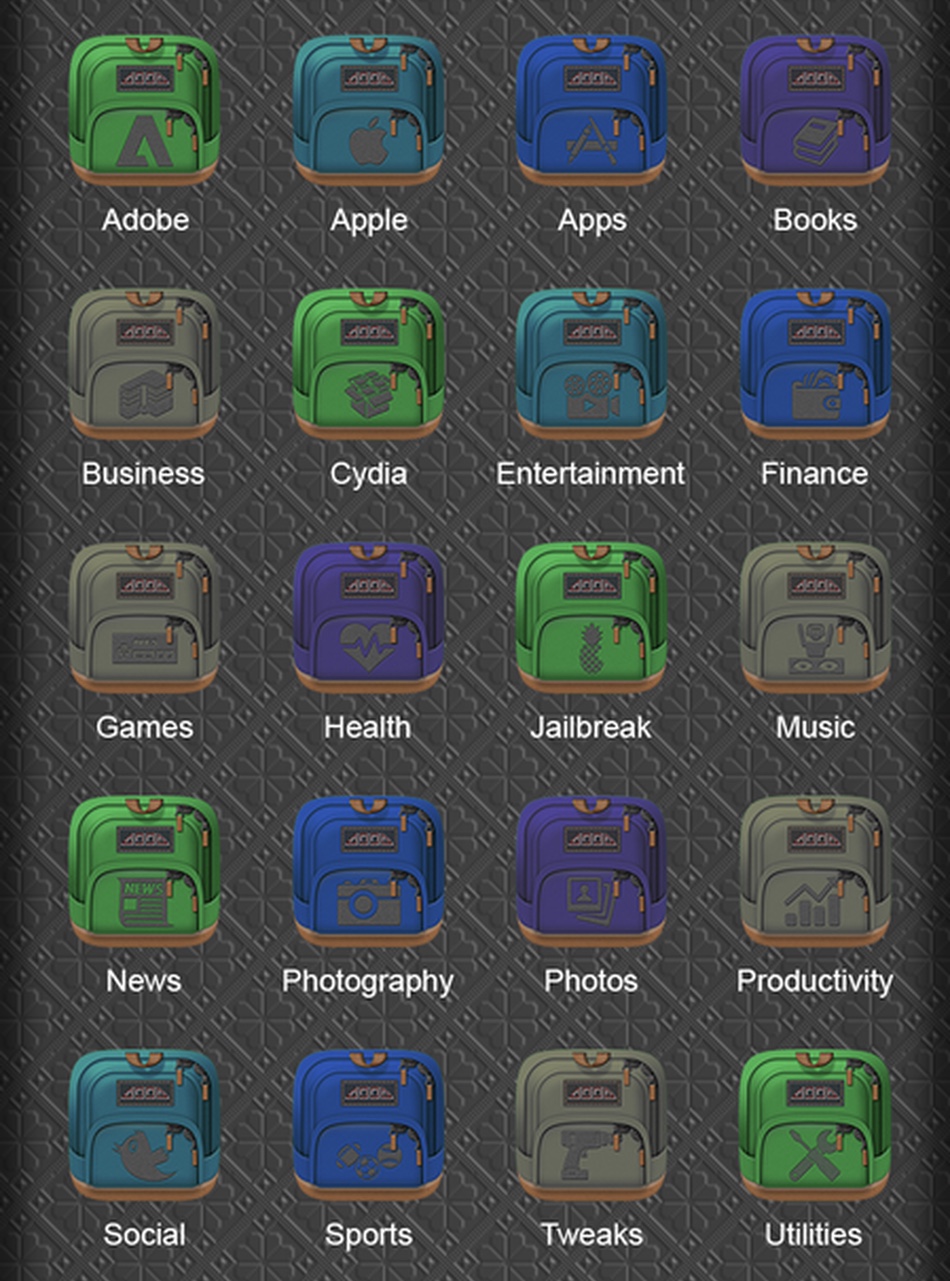 Adobe
Apple
Apps
Books
Business
Cydia
Entertainment
Finance
Games
Health
Jailbreak
Music
NEWS
News
Photography
Photos
Productivity
Social
Sports
Tweaks
Utilities